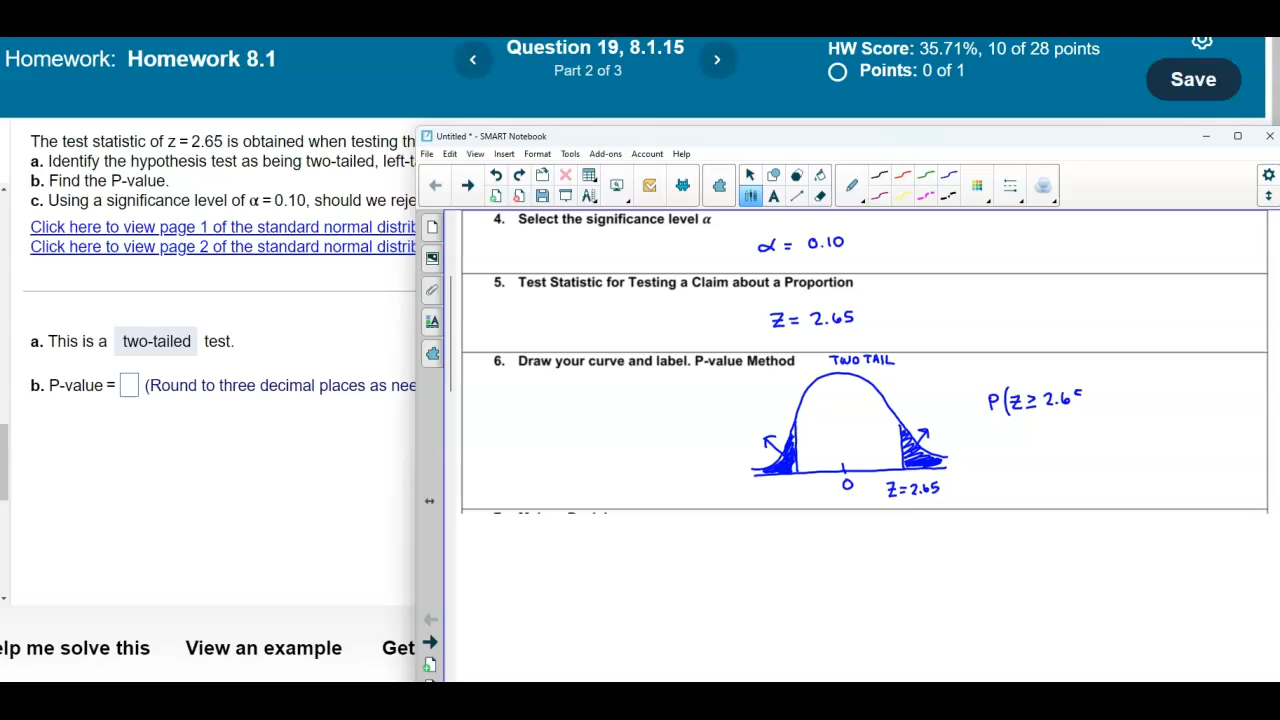 Homework: Homework 8.1
Question 19, 8.1.15
Part 2 of 3
HW Score: 35.71%, 10 of 28 points
Points: 0 of 1
Save
The test statistic of z = 2.65 is obtained when testing th
a. Identify the hypothesis test as being two-tailed, left-t
b. Find the P-value.
c. Using a significance level of α = 0.10, should we reje
Click here to view page 1 of the standard normal distri
Click here to view page 2 of the standard normal distrib
a. This is a two-tailed test.
b. P-value = (Round to three decimal places as nee
elp me solve this
View an example
Get
Untitled * - SMART Notebook
File Edit View Insert Format Tools Add-ons Account Help
4. Select the significance level α
α = 0.10
5. Test Statistic for Testing a Claim about a Proportion
Z = 2.65
6. Draw your curve and label. P-value Method
TWO TAIL
P(Z ≥ 2.6
0
Z = 2.65